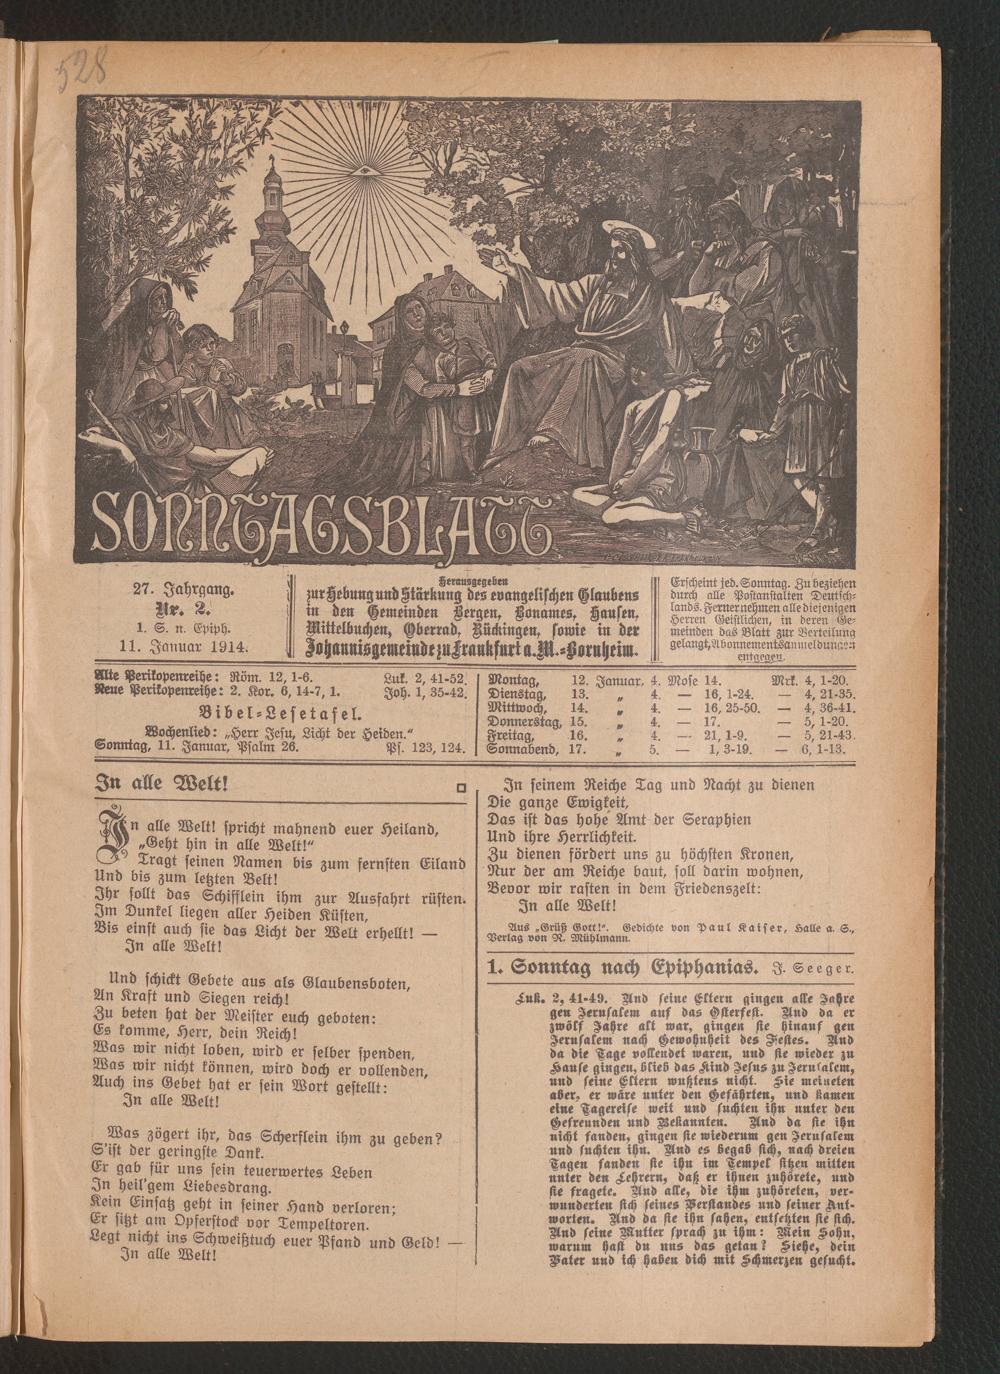 528
SONNTAGSBLATT
27. Jahrgang.
Nr. 2.
1. S. n. Epiph.
11. Januar 1914.
Herausgegeben
zur Hebung und Stärkung des evangelischen Glaubens
in den Gemeinden Bergen, Bonames, Hausen,
Mittelbuchen, Oberrad, Rückingen, sowie in der
Johannisgemeinde zu Frankfurt a. M.-Bornheim.
Erscheint jed. Sonntag. Zu beziehen
durch alle Postanstalten Deutsch-
lands. Ferner nehmen alle diejenigen
Herren Geistlichen, in deren Ge-
meinden das Blatt zur Verteilung
gelangt, Abonnementsanmeldungen
entgegen.
Alte Perikopenreihe: Röm. 12, 1-6. Luk. 2, 41-52.
Neue Perikopenreihe: 2. Kor. 6, 14-7, 1. Joh. 1, 35-42.
Bibel-Lesetafel.
Wochenlied: „Herr Jesu, Licht der Heiden."
Sonntag, 11. Januar, Psalm 26. Ps. 123, 124.
Montag, 12. Januar, 4. Mose 14. Mrk. 4, 1-20.
Dienstag, 13. „ 4. — 16, 1-24. — 4, 21-35.
Mittwoch, 14. „ 4. — 16, 25-50. — 4, 36-41.
Donnerstag, 15. „ 4. — 17. — 5, 1-20.
Freitag, 16. „ 4. — 21, 1-9. — 5, 21-43.
Sonnabend, 17. „ 5. — 1, 3-19. — 6, 1-13.
In alle Welt!
In alle Welt! spricht mahnend euer Heiland,
„Geht hin in alle Welt!"
Tragt seinen Namen bis zum fernsten Eiland
Und bis zum letzten Belt!
Ihr sollt das Schifflein ihm zur Ausfahrt rüsten.
Im Dunkel liegen aller Heiden Küsten,
Bis einst auch sie das Licht der Welt erhellt! —
In alle Welt!
Und schickt Gebete aus als Glaubensboten,
An Kraft und Siegen reich!
Zu beten hat der Meister euch geboten:
Es komme, Herr, dein Reich!
Was wir nicht loben, wird er selber spenden,
Was wir nicht können, wird doch er vollenden,
Auch ins Gebet hat er sein Wort gestellt:
In alle Welt!
Was zögert ihr, das Scherflein ihm zu geben?
S'ist der geringste Dank.
Er gab für uns sein teuerwertes Leben
In heil'gem Liebesdrang.
Kein Einsatz geht in seiner Hand verloren;
Er sitzt am Opferstock vor Tempeltoren.
Legt nicht ins Schweißtuch euer Pfand und Geld! —
In alle Welt!
In seinem Reiche Tag und Nacht zu dienen
Die ganze Ewigkeit,
Das ist das hohe Amt der Seraphien
Und ihre Herrlichkeit.
Zu dienen fördert uns zu höchsten Kronen,
Nur der am Reiche baut, soll darin wohnen,
Bevor wir rasten in dem Friedenszelt:
In alle Welt!
Aus „Grüß Gott!". Gedichte von Paul Kaiser, Halle a. S.,
Verlag von R. Mühlmann.
1. Sonntag nach Epiphanias. J. Seeger.
Luk. 2, 41-49. Und seine Eltern gingen alle Jahre
gen Jerusalem auf das Osterfest. Und da er
zwölf Jahre alt war, gingen sie hinauf gen
Jerusalem nach Gewohnheit des Festes. Und
da die Tage vollendet waren, und sie wieder zu
Hause gingen, blieb das Kind Jesus zu Jerusalem,
und seine Eltern wußtens nicht. Sie meineten
aber, er wäre unter den Gefährten, und kamen
eine Tagereise weit und suchten ihn unter den
Gefreunden und Bekannten. Und da sie ihn
nicht fanden, gingen sie wiederum gen Jerusalem
und suchten ihn. Und es begab sich, nach dreien
Tagen fanden sie ihn im Tempel sitzen mitten
unter den Lehrern, daß er ihnen zuhörete, und
sie fragete. Und alle, die ihm zuhöreten, ver-
wunderten sich seines Verstandes und seiner Ant-
worten. Und da sie ihn sahen, entsetzten sie sich.
Und seine Mutter sprach zu ihm: Mein Sohn,
warum hast du uns das getan? Siehe, dein
Vater und ich haben dich mit Schmerzen gesucht.